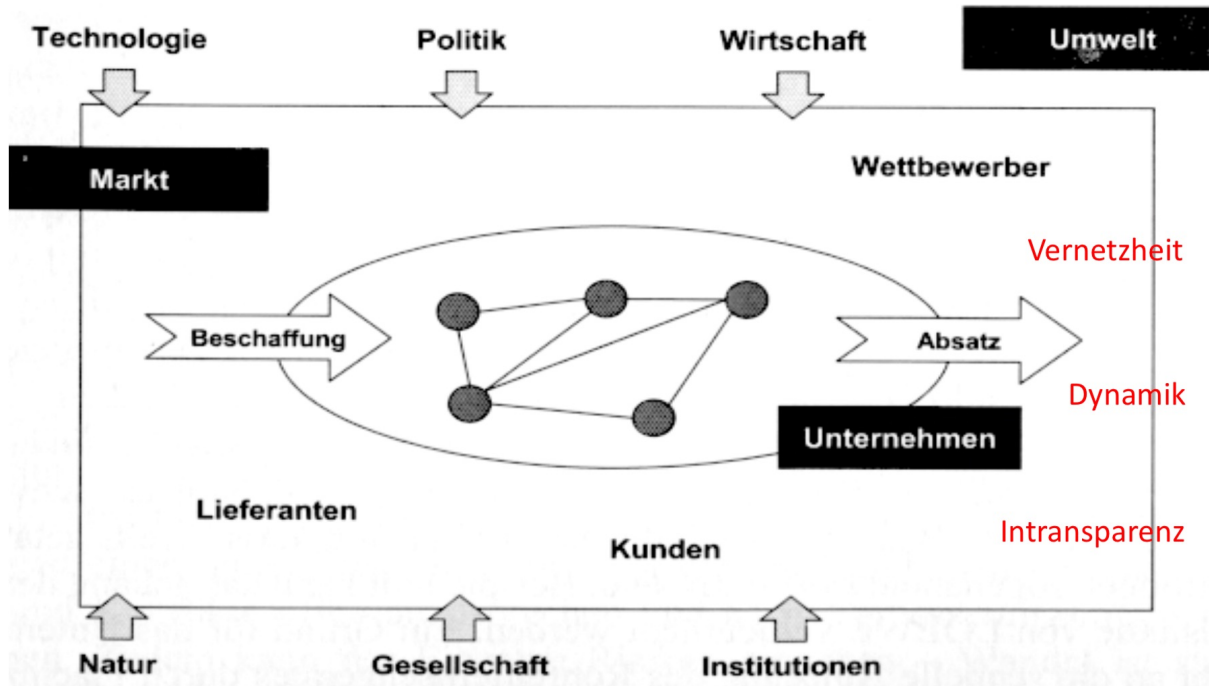 Technologie Politik Wirtschaft Umwelt
Wettbewerber
Markt
Vernetzheit
Beschaffung Absatz
Dynamik
Unternehmen
Lieferanten
Intransparenz
Kunden
Natur Gesellschaft Institutionen